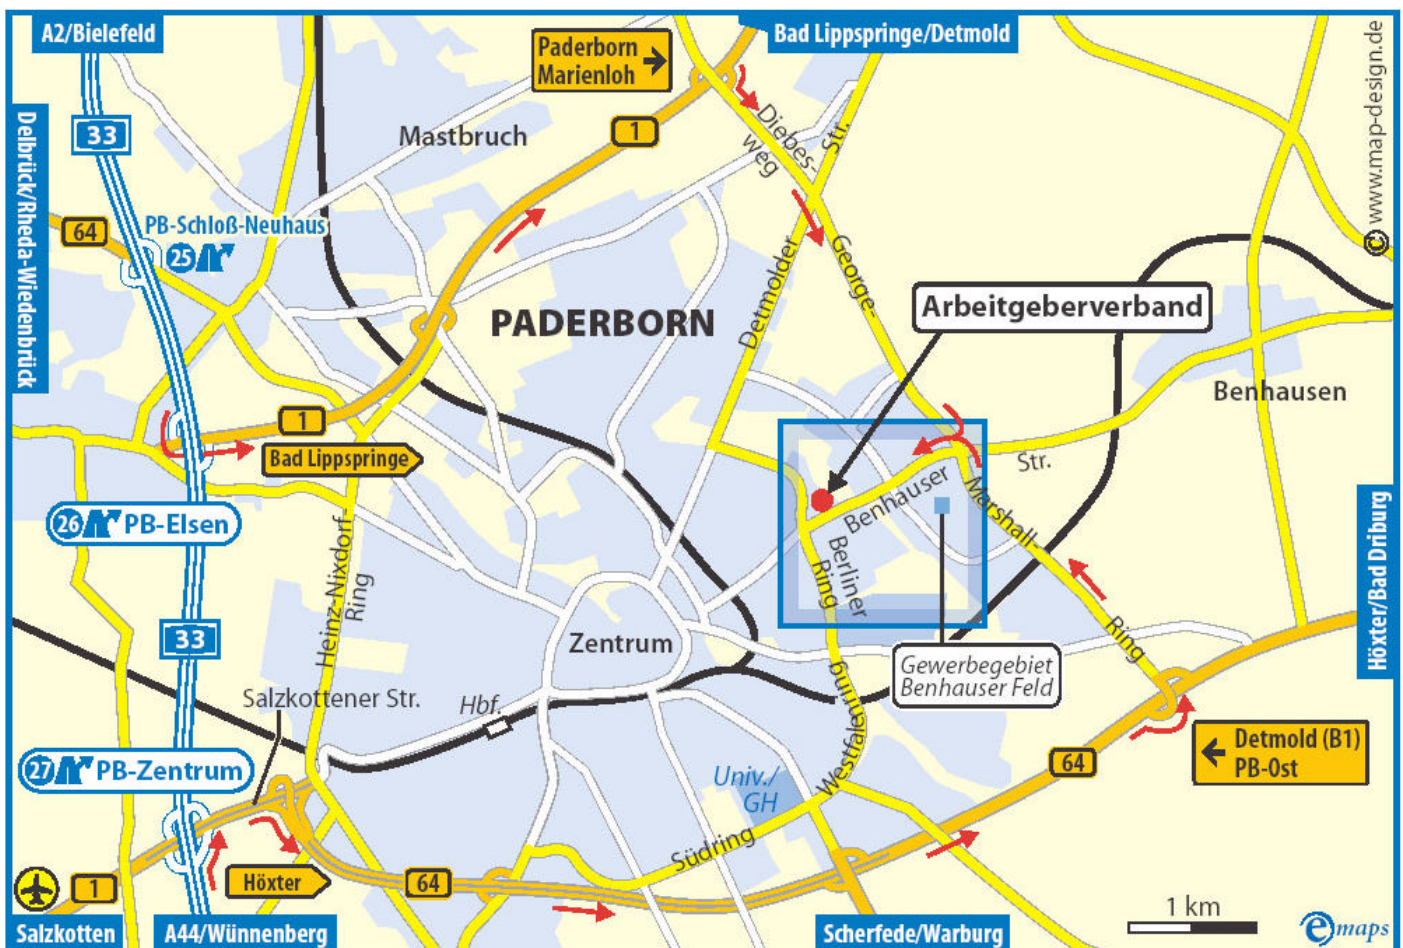 A2/Bielefeld
Bad Lippspringe/Detmold
Paderborn
Marienloh
© www.map-design.de
Delbrück/Rheda-Wiedenbrück
33
Mastbruch
1
Diebes-
weg
Detmolder Str.
64
PB-Schloß-Neuhaus
25
George-
Marshall-
Ring
PADERBORN
Arbeitgeberverband
Benhausen
1
Bad Lippspringe
Benhauser Str.
26 PB-Elsen
Heinz-Nixdorf-
Ring
Berliner
Ring
Höxter/Bad Driburg
33
Zentrum
Gewerbegebiet
Benhauser Feld
Salzkottener Str.
Hbf.
Westfalenring
Detmold (B1)
PB-Ost
27 PB-Zentrum
64
Univ./
GH
Südring
1
Höxter
64
1 km
Salzkotten
A44/Wünnenberg
Scherfede/Warburg
emaps